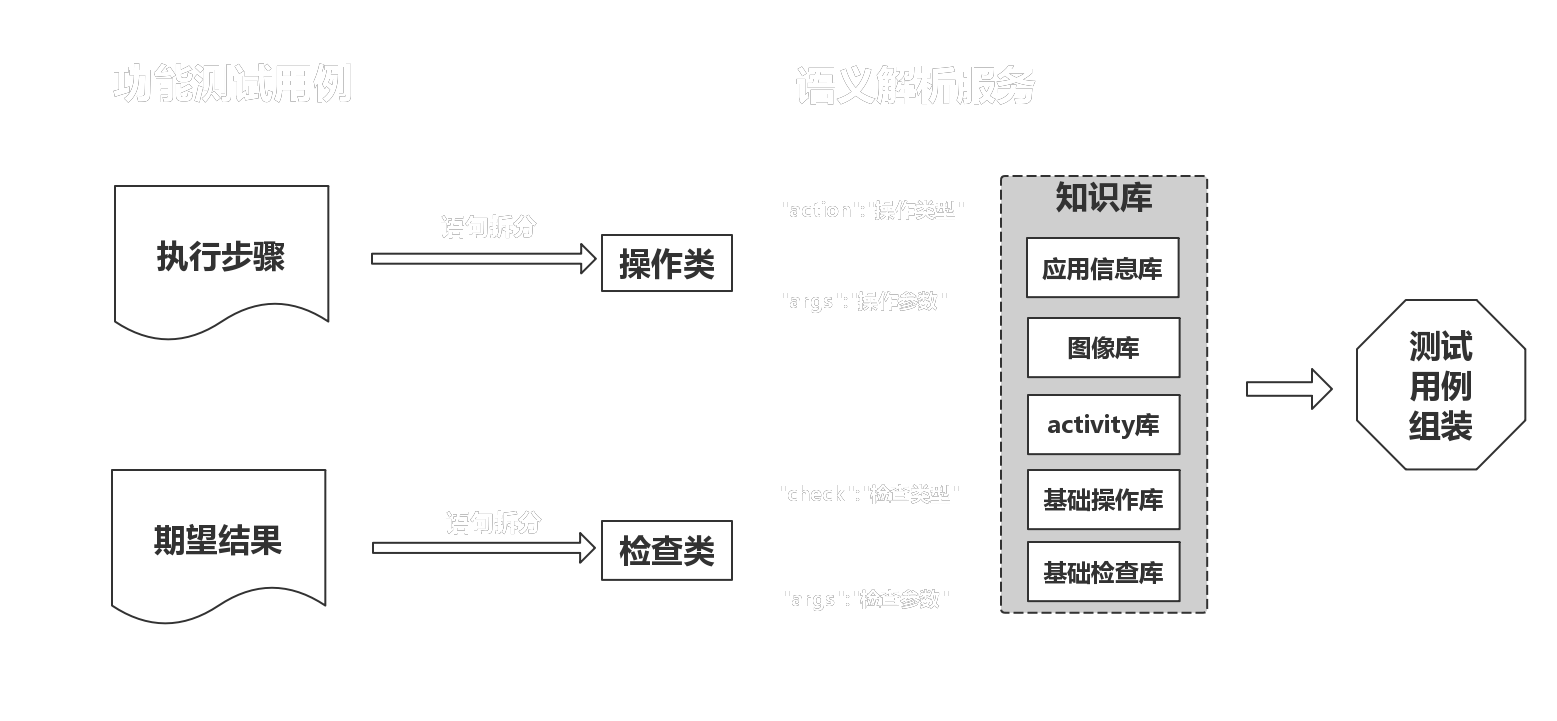 功能测试用例
语义解析服务
执行步骤
语句拆分
操作类
"action":"操作类型"
"args":"操作参数"
期望结果
语句拆分
检查类
"check":"检查类型"
"args":"检查参数"
知识库
应用信息库
图像库
activity库
基础操作库
基础检查库
测试
用例
组装